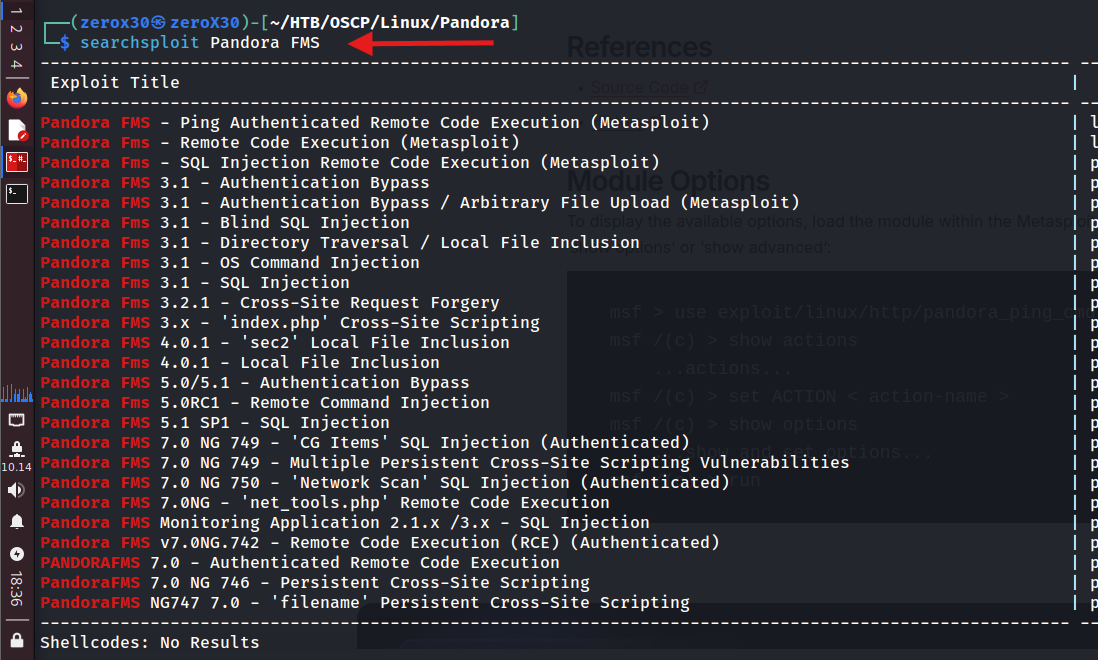 1
2
3
4
10.14
18:36
┌──(zerox30㉿zeroX30)-[~/HTB/OSCP/Linux/Pandora]
└─$ searchsploit Pandora FMS
Exploit Title |
Pandora FMS - Ping Authenticated Remote Code Execution (Metasploit) | l
Pandora Fms - Remote Code Execution (Metasploit) | l
Pandora FMS - SQL Injection Remote Code Execution (Metasploit) | p
Pandora FMS 3.1 - Authentication Bypass | p
Pandora FMS 3.1 - Authentication Bypass / Arbitrary File Upload (Metasploit) | p
Pandora Fms 3.1 - Blind SQL Injection | p
Pandora Fms 3.1 - Directory Traversal / Local File Inclusion | p
Pandora Fms 3.1 - OS Command Injection | p
Pandora Fms 3.1 - SQL Injection | p
Pandora Fms 3.2.1 - Cross-Site Request Forgery | p
Pandora Fms 3.x - 'index.php' Cross-Site Scripting | p
Pandora Fms 4.0.1 - 'sec2' Local File Inclusion | p
Pandora Fms 4.0.1 - Local File Inclusion | p
Pandora Fms 5.0/5.1 - Authentication Bypass | p
Pandora Fms 5.0RC1 - Remote Command Injection | p
Pandora Fms 5.1 SP1 - SQL Injection | p
Pandora FMS 7.0 NG 749 - 'CG Items' SQL Injection (Authenticated) | p
Pandora FMS 7.0 NG 749 - Multiple Persistent Cross-Site Scripting Vulnerabilities | p
Pandora FMS 7.0 NG 750 - 'Network Scan' SQL Injection (Authenticated) | p
Pandora FMS 7.0NG - 'net_tools.php' Remote Code Execution | p
Pandora FMS Monitoring Application 2.1.x /3.x - SQL Injection | p
Pandora FMS v7.0NG.742 - Remote Code Execution (RCE) (Authenticated) | p
PANDORAFMS 7.0 - Authenticated Remote Code Execution | p
PandoraFMS 7.0 NG 746 - Persistent Cross-Site Scripting | p
PandoraFMS NG747 7.0 - 'filename' Persistent Cross-Site Scripting | p
Shellcodes: No Results
References
Source Code
Module Options
To display the available options, load the module within the Metasplo
options' or 'show advanced':
msf > use exploit/linux/http/pandora_ping_cmd
msf /(c) > show actions
...actions...
msf /(c) > set ACTION < action-name >
msf /(c) > show options
show and set options...
run